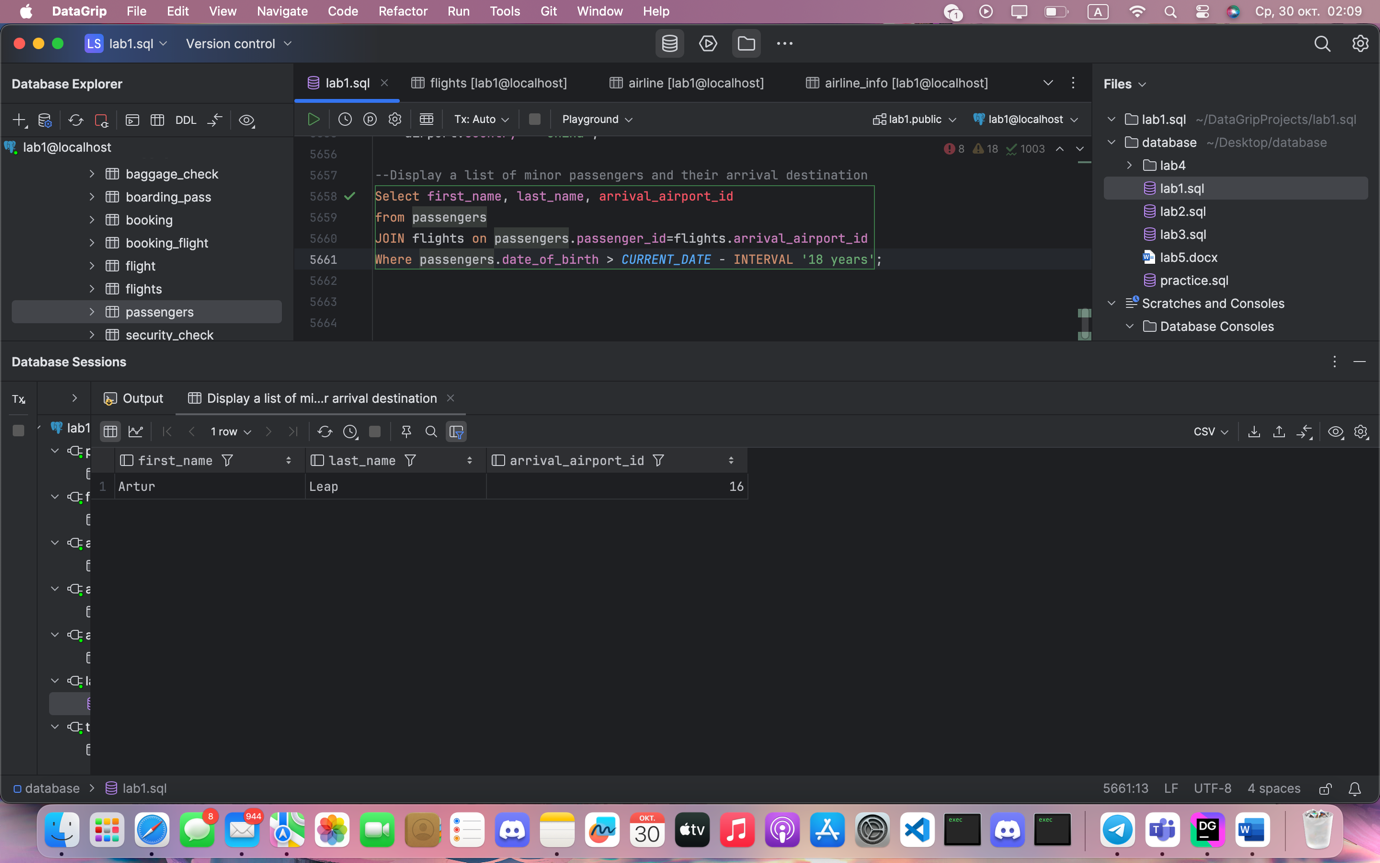 DataGrip File Edit View Navigate Code Refactor Run Tools Git Window Help
1 A Ср, 30 окт. 02:09
LS lab1.sql Version control
Database Explorer
lab1.sql flights [lab1@localhost] airline [lab1@localhost] airline_info [lab1@localhost]
Files
DDL
Tx: Auto Playground lab1.public lab1@localhost
lab1@localhost
baggage_check
boarding_pass
booking
booking_flight
flight
flights
passengers
security_check
8 18 1003
5656
5657 --Display a list of minor passengers and their arrival destination
5658 Select first_name, last_name, arrival_airport_id
5659 from passengers
5660 JOIN flights on passengers.passenger_id=flights.arrival_airport_id
5661 Where passengers.date_of_birth > CURRENT_DATE - INTERVAL '18 years';
5662
5663
5664
lab1.sql ~/DataGripProjects/lab1.sql
database ~/Desktop/database
lab4
lab1.sql
lab2.sql
lab3.sql
lab5.docx
practice.sql
Scratches and Consoles
Database Consoles
Database Sessions
Tx
Output Display a list of mi...r arrival destination
lab1
1 row
CSV
first_name last_name arrival_airport_id
1 Artur Leap 16
p
f
a
a
a
la
t
database lab1.sql
5661:13 LF UTF-8 4 spaces
8 944 ОКТ. 30 tv exec exec DG W